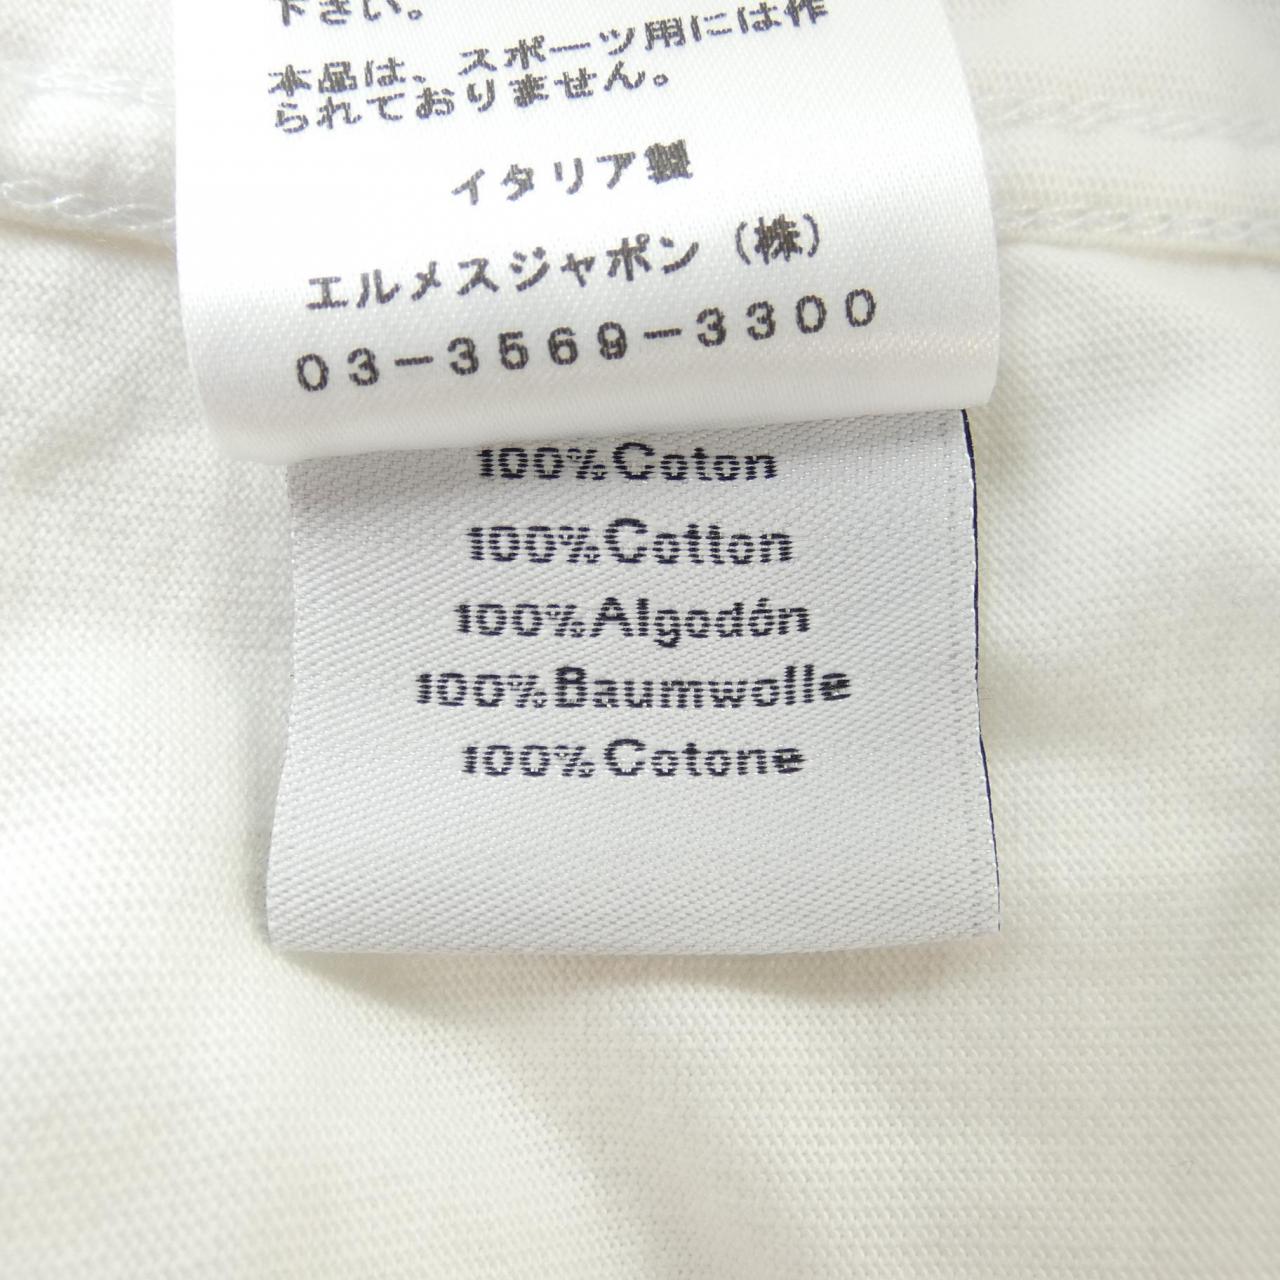 下さい。
本品は、スポーツ用には作
られておりません。
イタリア製
エルメスジャポン（株）
03-3569-3300
100%Coton
100%Cotton
100%Algodón
100%Baumwolle
100%Cotone